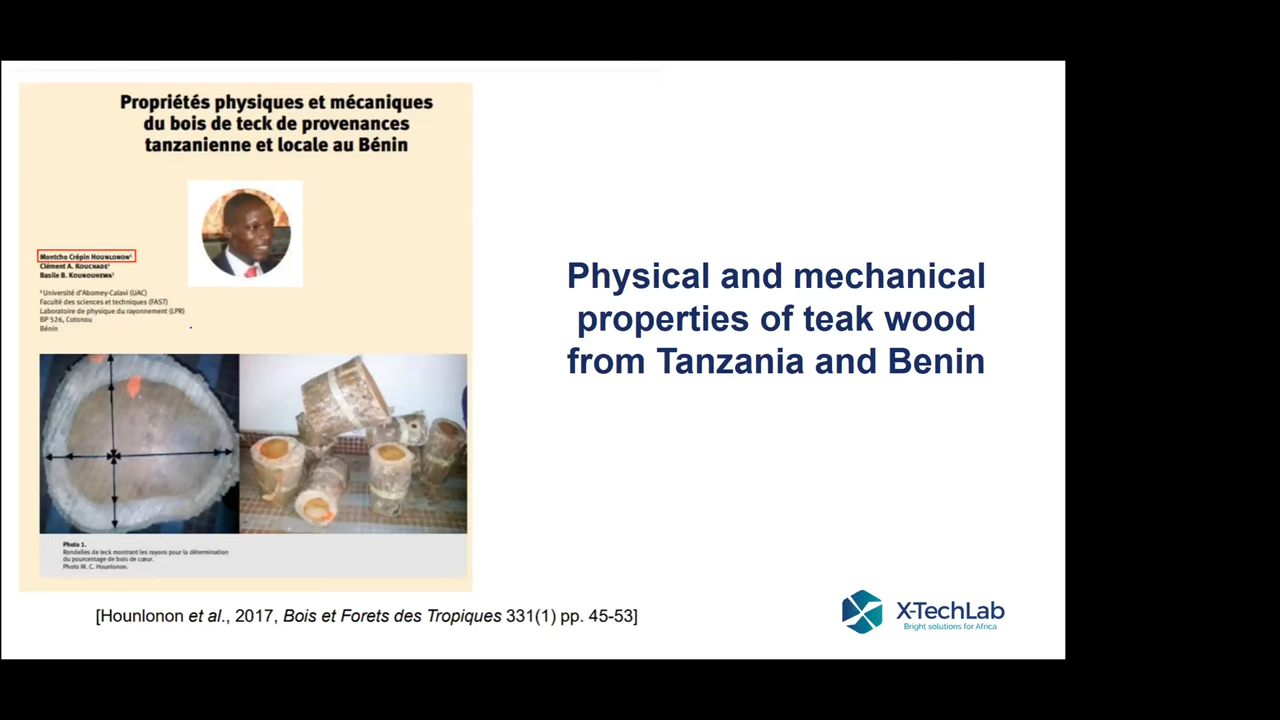 Propriétés physiques et mécaniques
du bois de teck de provenances
tanzanienne et locale au Bénin
Montcho Crépin HOUNLONON¹
Clément A. KOUCHADÉ¹
Basile B. KOUNOUHEWA¹
¹ Université d'Abomey-Calavi (UAC)
Faculté des sciences et techniques (FAST)
Laboratoire de physique du rayonnement (LPR)
BP 526, Cotonou
Bénin
Photo 1.
Rondelles de teck montrant les rayons pour la détermination
du pourcentage de bois de cœur.
Photo M. C. Hounlonon.
Physical and mechanical
properties of teak wood
from Tanzania and Benin
[Hounlonon et al., 2017, Bois et Forets des Tropiques 331(1) pp. 45-53]
X-TechLab
Bright solutions for Africa